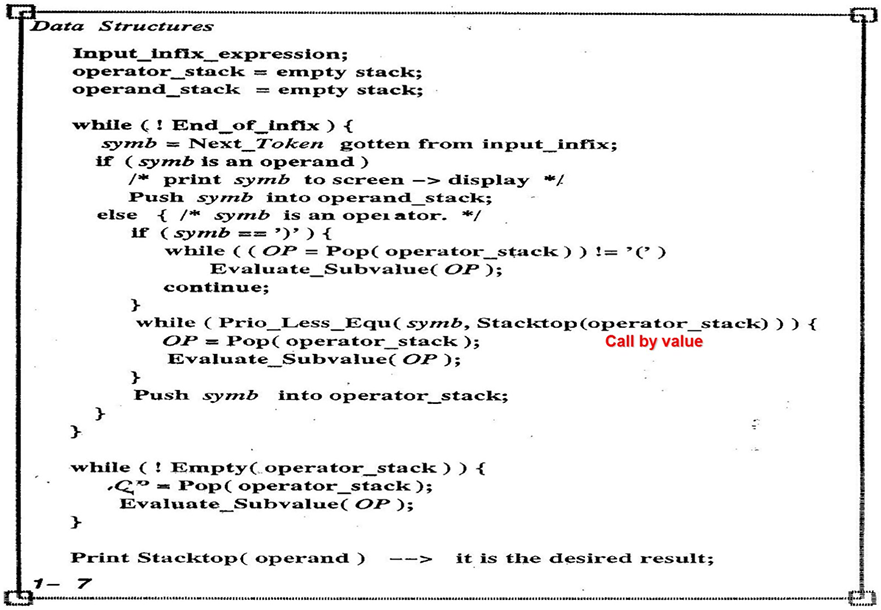 Data Structures
Input_infix_expression;
operator_stack = empty stack;
operand_stack = empty stack;
while ( ! End_of_infix ) {
symb = Next_Token gotten from input_infix;
if ( symb is an operand )
/* print symb to screen -> display */
Push symb into operand_stack;
else { /* symb is an operator. */
if ( symb == ')' ) {
while ( ( OP = Pop( operator_stack ) ) != '(' )
Evaluate_Subvalue( OP );
continue;
}
while ( Prio_Less_Equ( symb, Stacktop(operator_stack) ) ) {
OP = Pop( operator_stack ); Call by value
Evaluate_Subvalue( OP );
}
Push symb into operator_stack;
}
}
while ( ! Empty( operator_stack ) ) {
OP = Pop( operator_stack );
Evaluate_Subvalue( OP );
}
Print Stacktop( operand ) --> it is the desired result;
1- 7